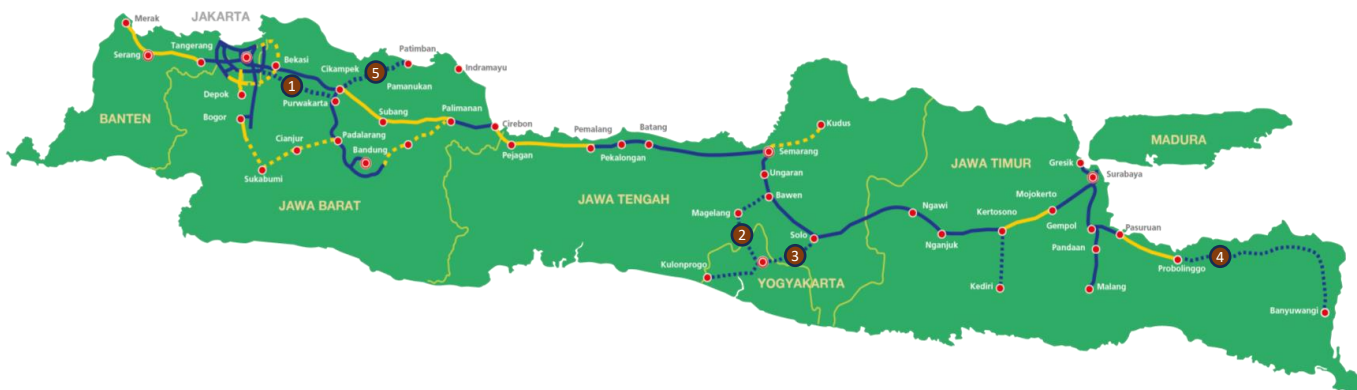 JAKARTA
Merak
Serang
Tangerang
Bekasi
Cikampek
5
Patimban
Indramayu
1
Pamanukan
Depok
Purwakarta
Subang
Palimanan
BANTEN
Bogor
Cianjur
Padalarang
Bandung
Cirebon
Sukabumi
JAWA BARAT
Pejagan
Pemalang
Batang
Pekalongan
Kudus
Semarang
Ungaran
Bawen
JAWA TENGAH
Magelang
2
Solo
3
Kulonprogo
YOGYAKARTA
JAWA TIMUR
MADURA
Gresik
Surabaya
Mojokerto
Ngawi
Kertosono
Nganjuk
Gempol
Pasuruan
Pandaan
Probolinggo
4
Kediri
Malang
Banyuwangi